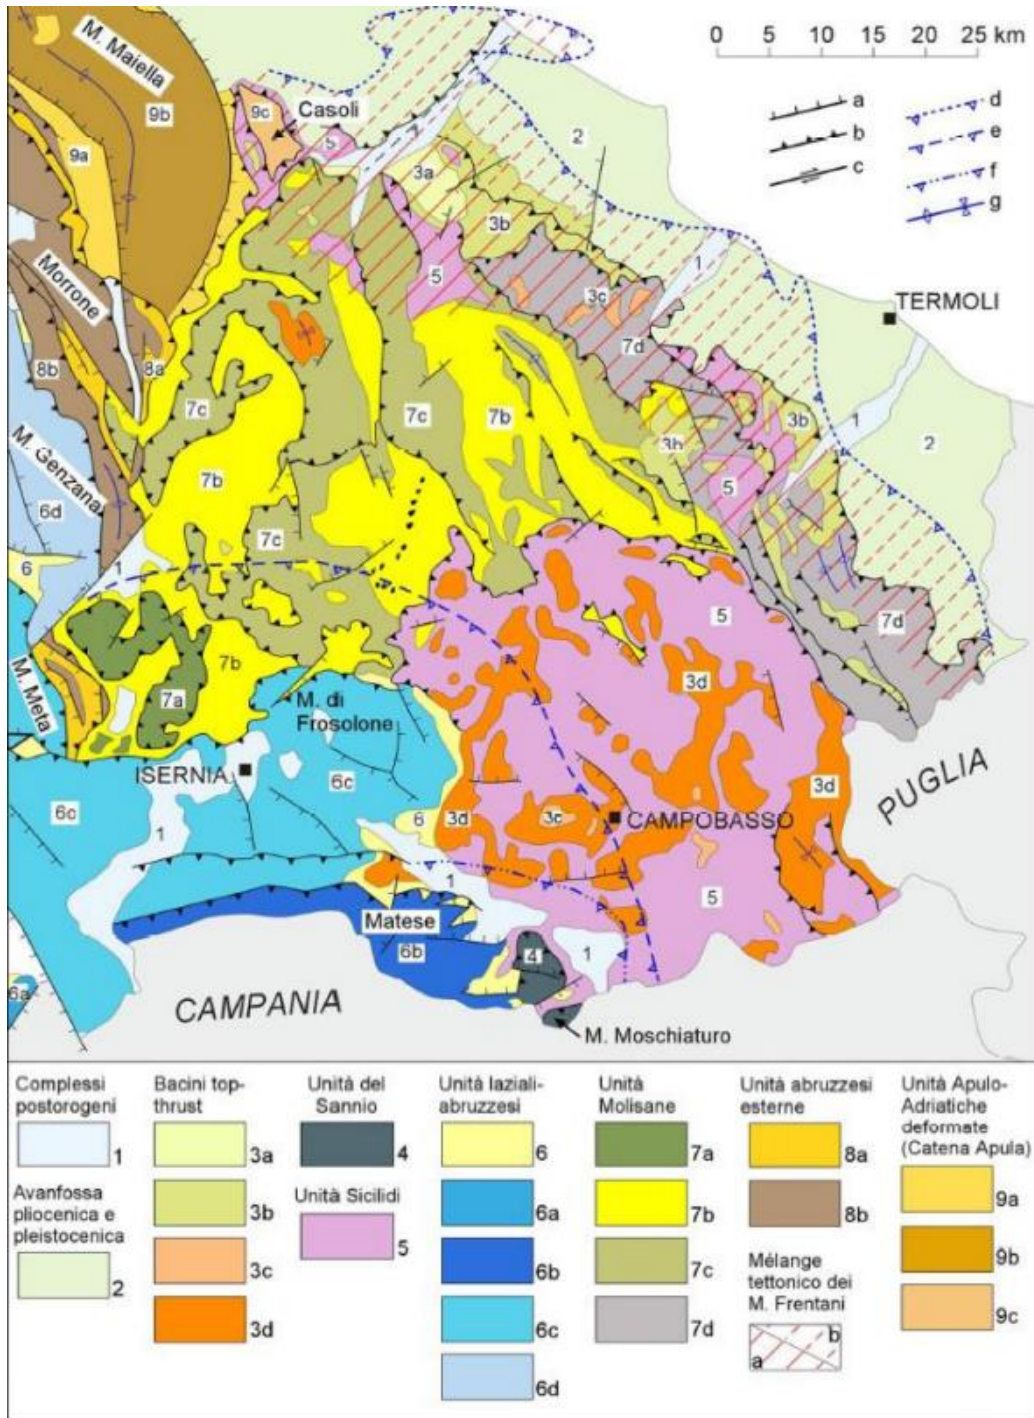 M. Maiella
0 5 10 15 20 25 km
9b
9c
Casoli
9a
5
2
a
b
c
d
e
f
g
3a
3b
1
5
3c
TERMOLI
Morrone
8b
8a
7d
7c
7c
7b
3b
3b
1
2
M. Genzana
7b
5
6d
7c
6
1
5
7d
7b
3d
M. Meta
7a
M. di
Frosolone
ISERNIA
6c
6c
3d
PUGLIA
1
6
3d
3c
CAMPOBASSO
1
Matese
5
6b
4
1
6a
CAMPANIA
M. Moschiaturo
Complessi
postorogeni
1
Avanfossa
pliocenica e
pleistocenica
2
Bacini top-
thrust
3a
3b
3c
3d
Unità del
Sannio
4
Unità Sicilidi
5
Unità laziali-
abruzzesi
6
6a
6b
6c
6d
Unità
Molisane
7a
7b
7c
7d
Unità abruzzesi
esterne
8a
8b
Mélange
tettonico dei
M. Frentani
a
b
Unità Apulo-
Adriatiche
deformate
(Catena Apula)
9a
9b
9c